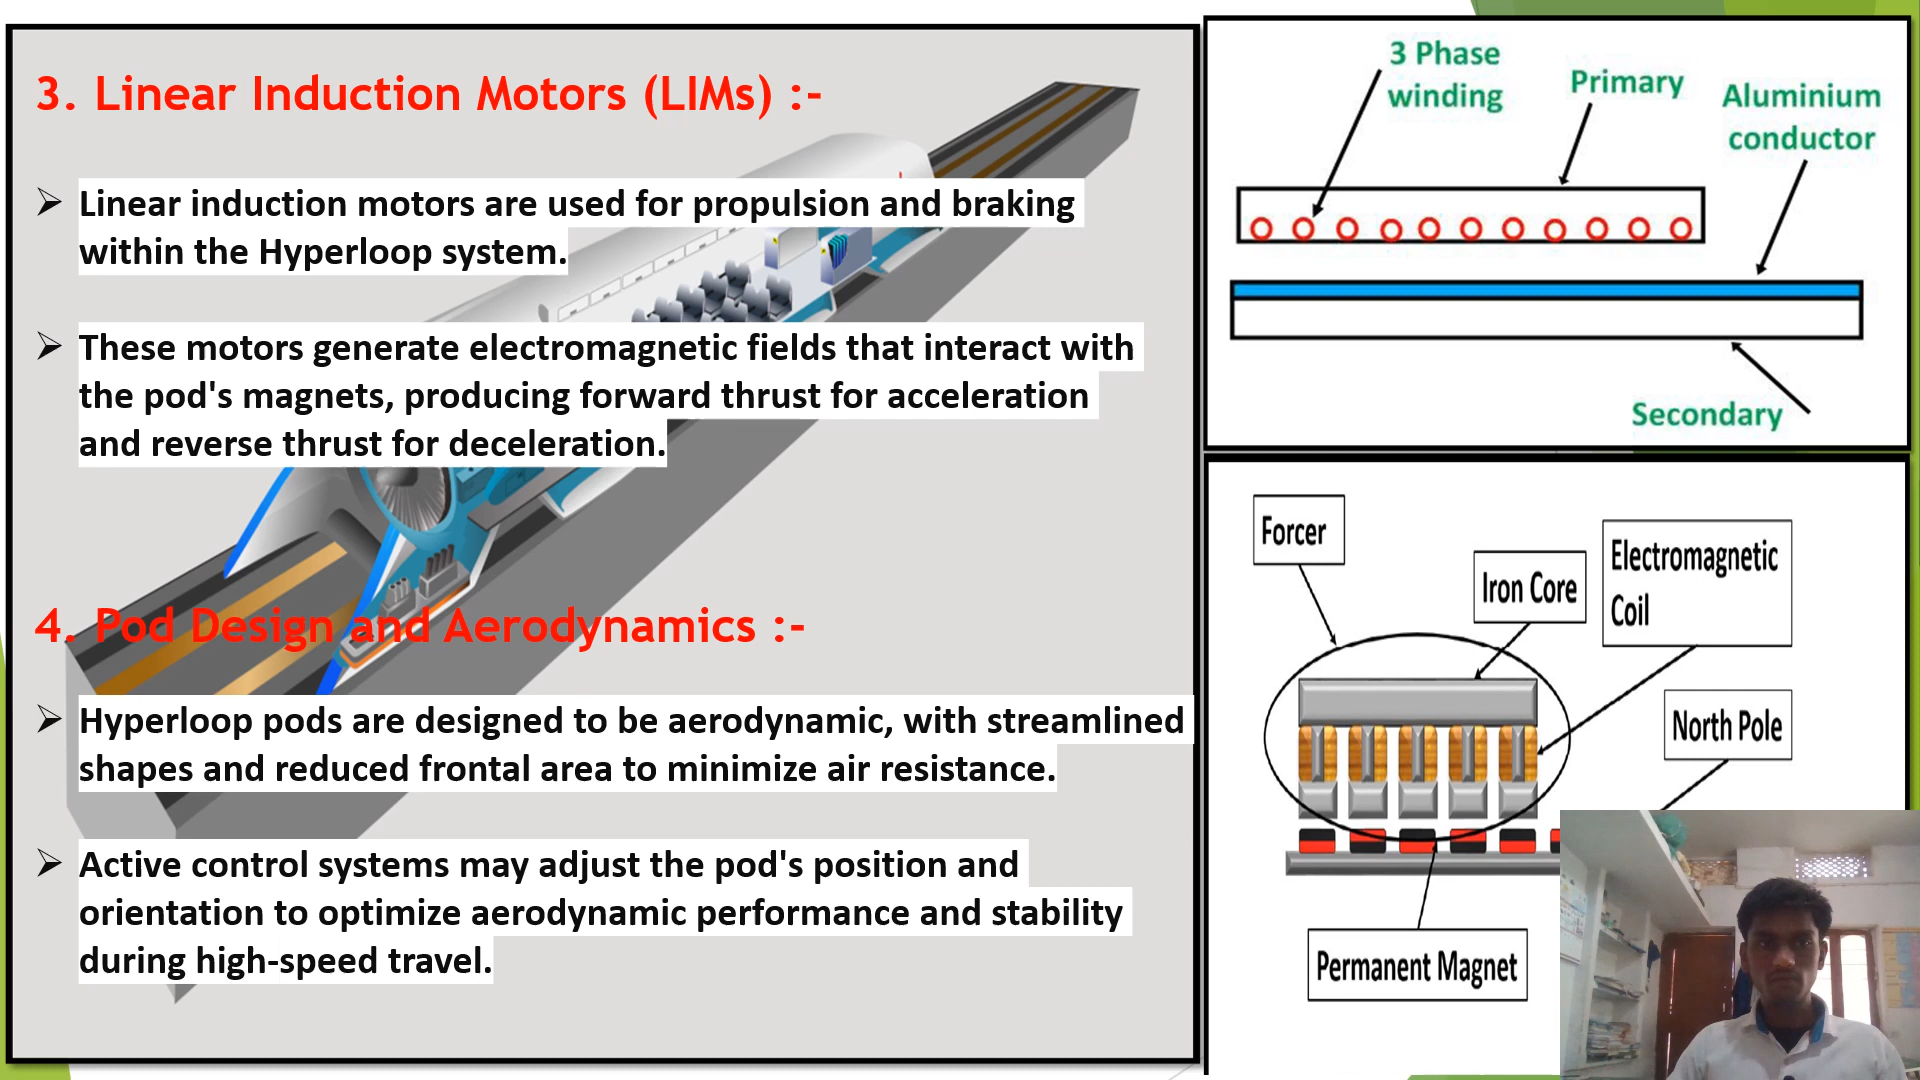 3. Linear Induction Motors (LIMs) :-
➢ Linear induction motors are used for propulsion and braking
within the Hyperloop system.
➢ These motors generate electromagnetic fields that interact with
the pod's magnets, producing forward thrust for acceleration
and reverse thrust for deceleration.
4. Pod Design and Aerodynamics :-
➢ Hyperloop pods are designed to be aerodynamic, with streamlined
shapes and reduced frontal area to minimize air resistance.
➢ Active control systems may adjust the pod's position and
orientation to optimize aerodynamic performance and stability
during high-speed travel.
3 Phase
winding
Primary
Aluminium
conductor
Secondary
Forcer
Iron Core
Electromagnetic
Coil
North Pole
Permanent Magnet